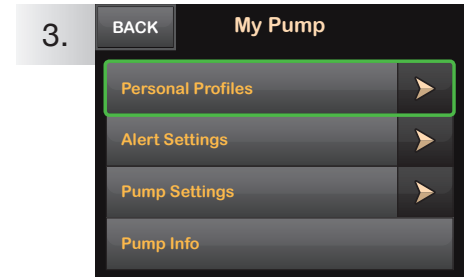 3.
BACK My Pump
Personal Profiles
Alert Settings
Pump Settings
Pump Info